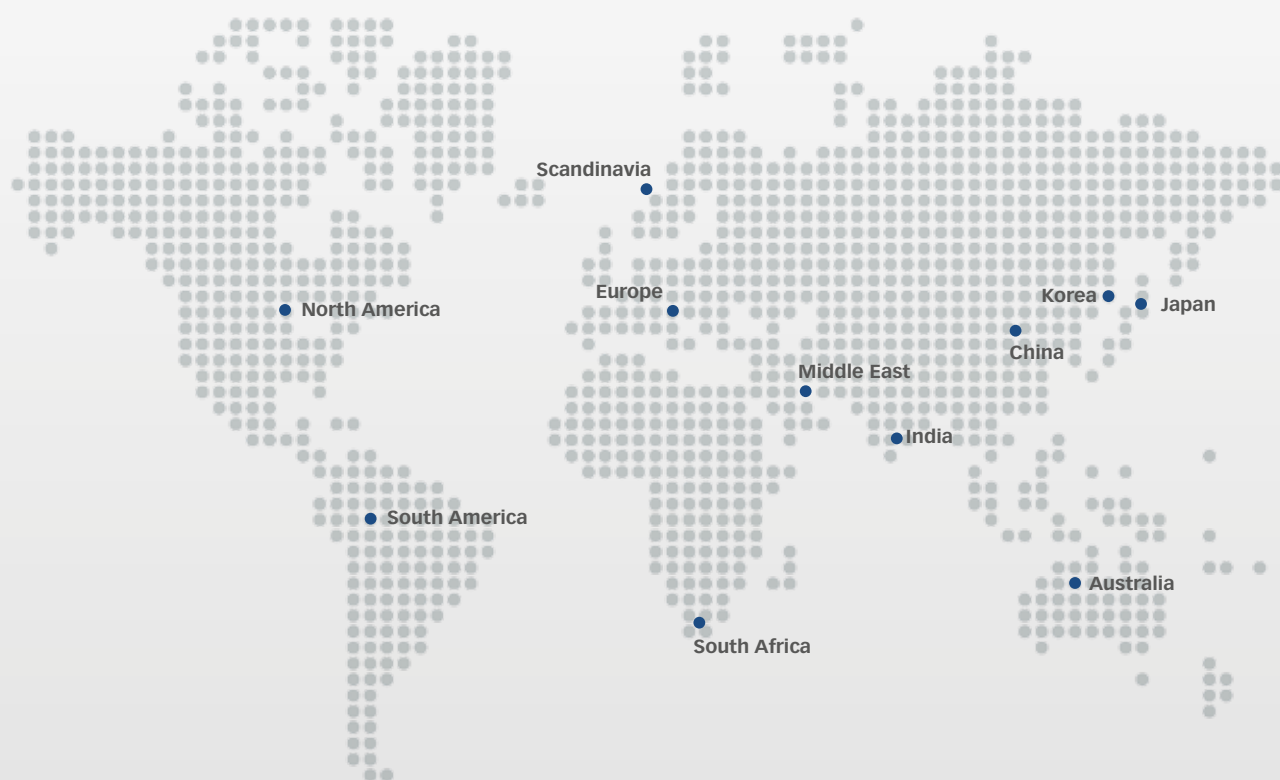 Scandinavia
Europe
Korea
Japan
North America
China
Middle East
India
South America
Australia
South Africa